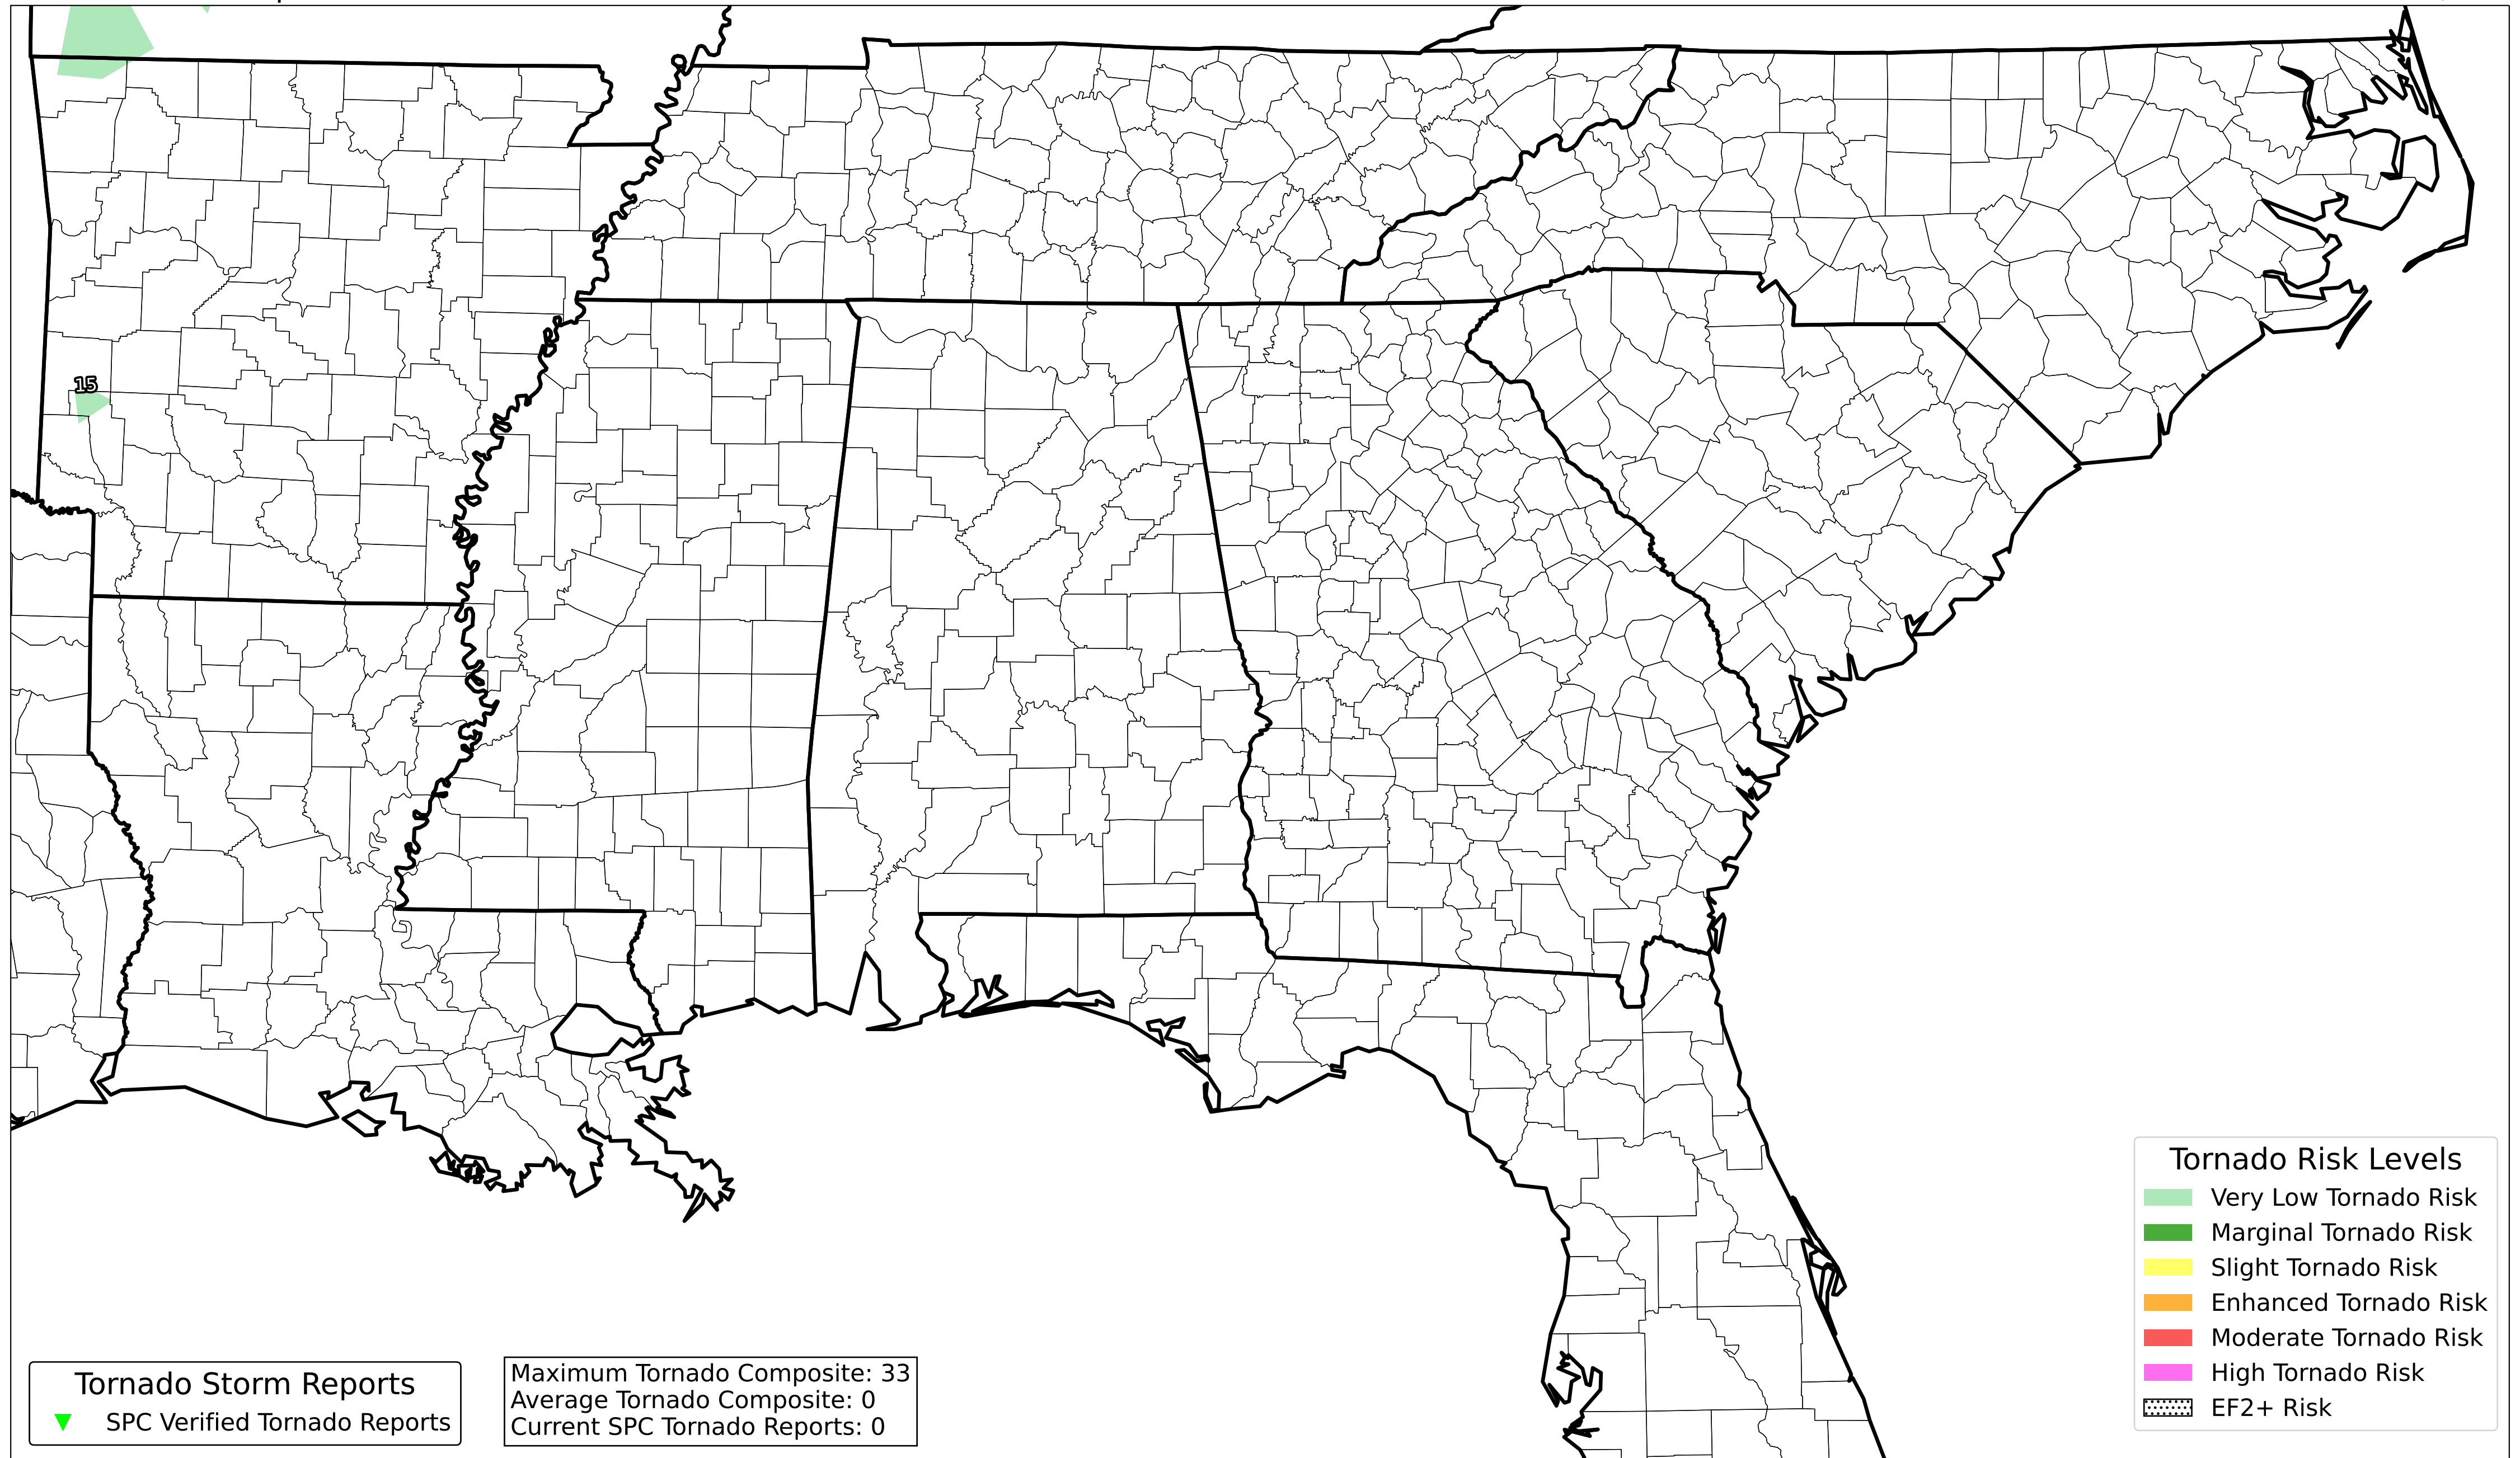 15
Tornado Risk Levels
Very Low Tornado Risk
Marginal Tornado Risk
Slight Tornado Risk
Enhanced Tornado Risk
Moderate Tornado Risk
High Tornado Risk
EF2+ Risk
Tornado Storm Reports
SPC Verified Tornado Reports
Maximum Tornado Composite: 33
Average Tornado Composite: 0
Current SPC Tornado Reports: 0